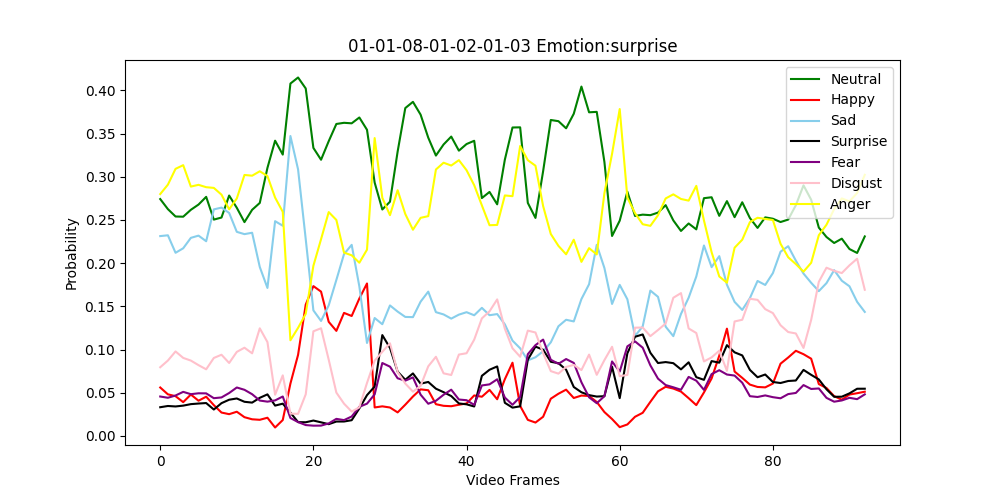 01-01-08-01-02-01-03 Emotion:surprise
Probability
0.40
0.35
0.30
0.25
0.20
0.15
0.10
0.05
0.00
0 20 40 60 80
Video Frames
Neutral
Happy
Sad
Surprise
Fear
Disgust
Anger